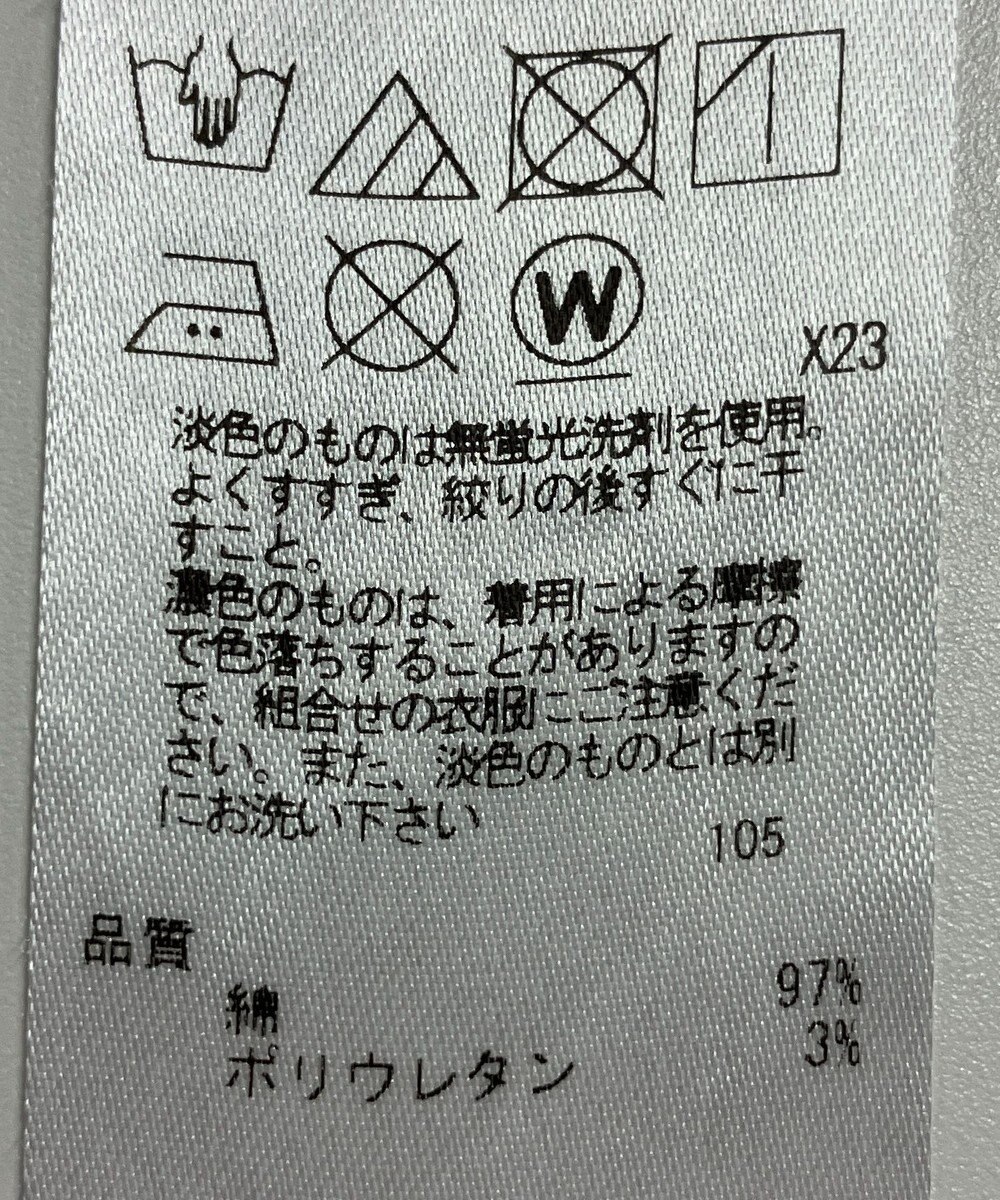 W
X23
淡色のものは無蛍光洗剤を使用。
よくすすぎ、絞りの後すぐに干
すこと。
濃色のものは、着用による摩擦
で色落ちすることがありますの
で、組合せの衣服にご注意くだ
さい。また、淡色のものとは別
にお洗い下さい
105
品質
綿 97%
ポリウレタン 3%